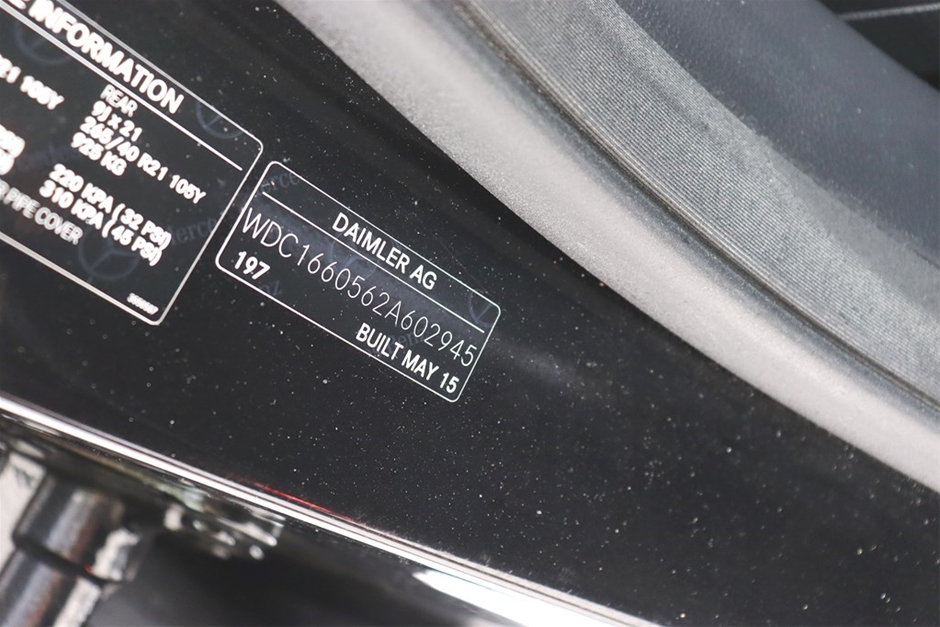 E INFORMATION
REAR
9J x 21
265/40 R21 105Y
925 KG
220 KPA ( 32 PSI)
310 KPA ( 45 PSI)
PIPE COVER
DAIMLER AG
WDC1660562A602945
197
BUILT MAY 15